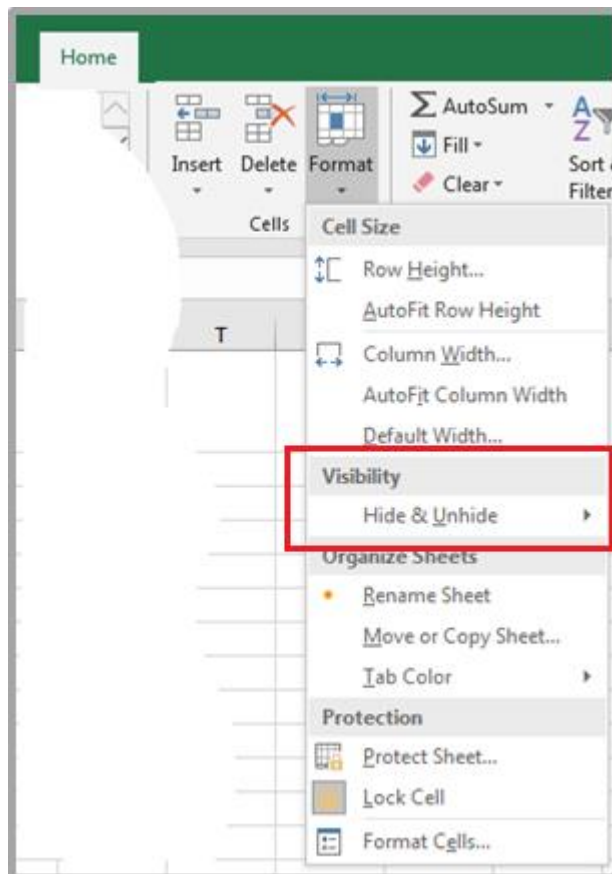 Home
Insert Delete Format
AutoSum
Fill
Clear
Sort
Filter
Cells
Cell Size
Row Height...
AutoFit Row Height
T
Column Width...
AutoFit Column Width
Default Width...
Visibility
Hide & Unhide
Organize Sheets
Rename Sheet
Move or Copy Sheet...
Tab Color
Protection
Protect Sheet...
Lock Cell
Format Cells...